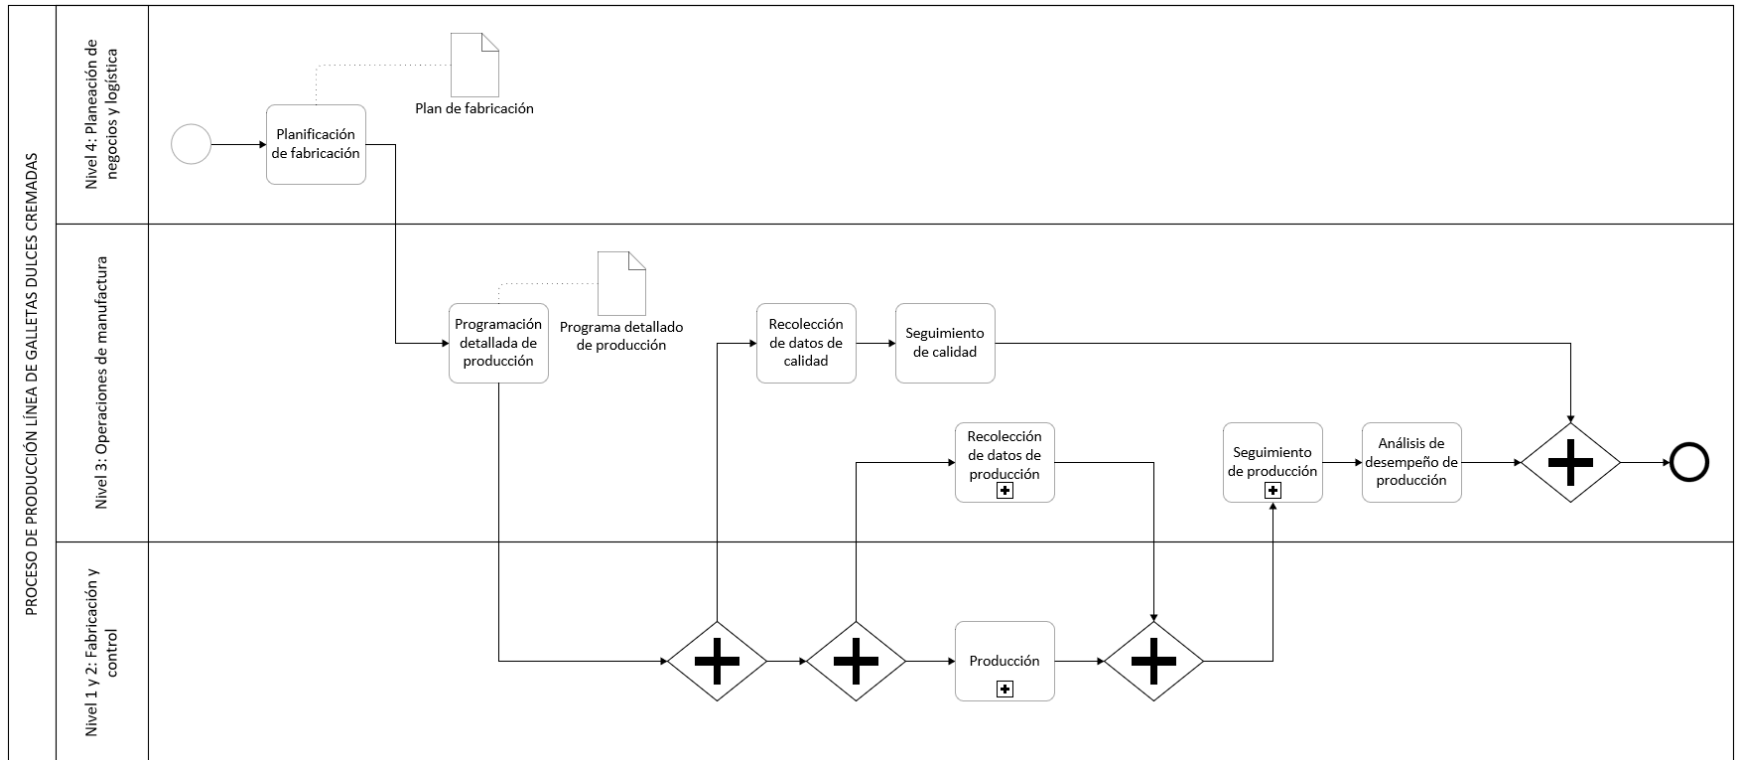 PROCESO DE PRODUCCIÓN LÍNEA DE GALLETAS DULCES CREMADAS
Nivel 4: Planeación de
negocios y logística
Plan de fabricación
Planificación
de fabricación
Nivel 3: Operaciones de manufactura
Programación
detallada de
producción
Programa detallado
de producción
Recolección
de datos de
calidad
Seguimiento
de calidad
Recolección
de datos de
producción
Seguimiento
de producción
Análisis de
desempeño de
producción
Nivel 1 y 2: Fabricación y
control
Producción